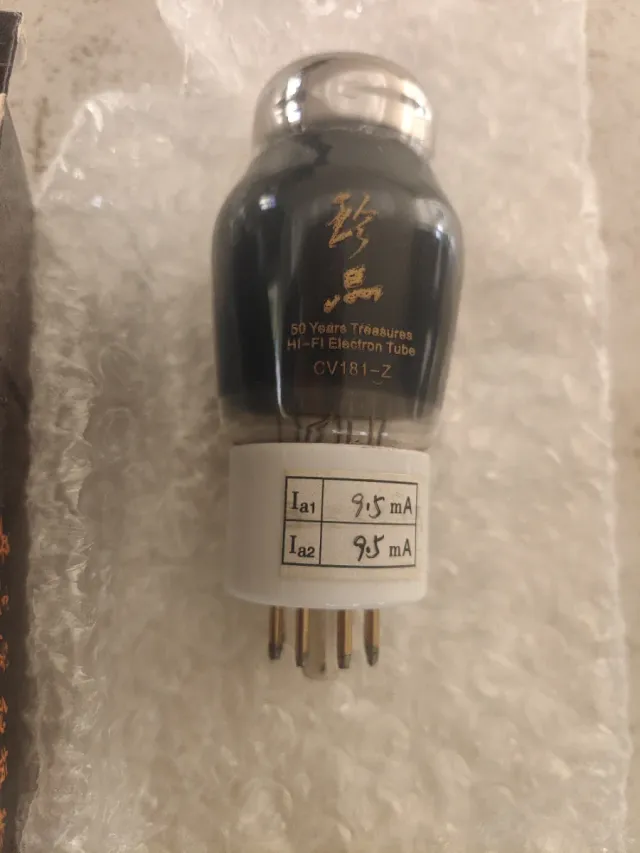 珍
品
50 Years Treasures
HI-FI Electron Tube
CV181-Z
Ia1 9.5 mA
Ia2 9.5 mA